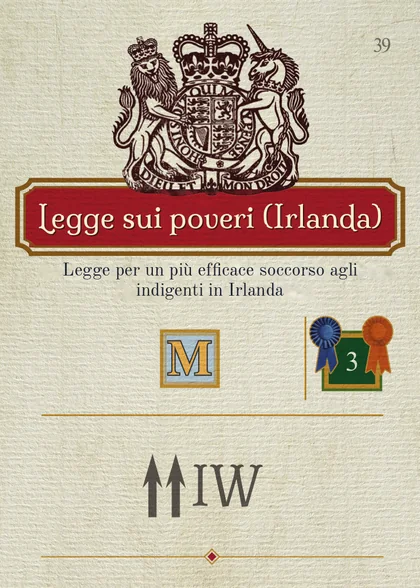 39
DIEU ET MON DROIT
Legge sui poveri (Irlanda)
Legge per un più efficace soccorso agli
indigenti in Irlanda
M
3
IW